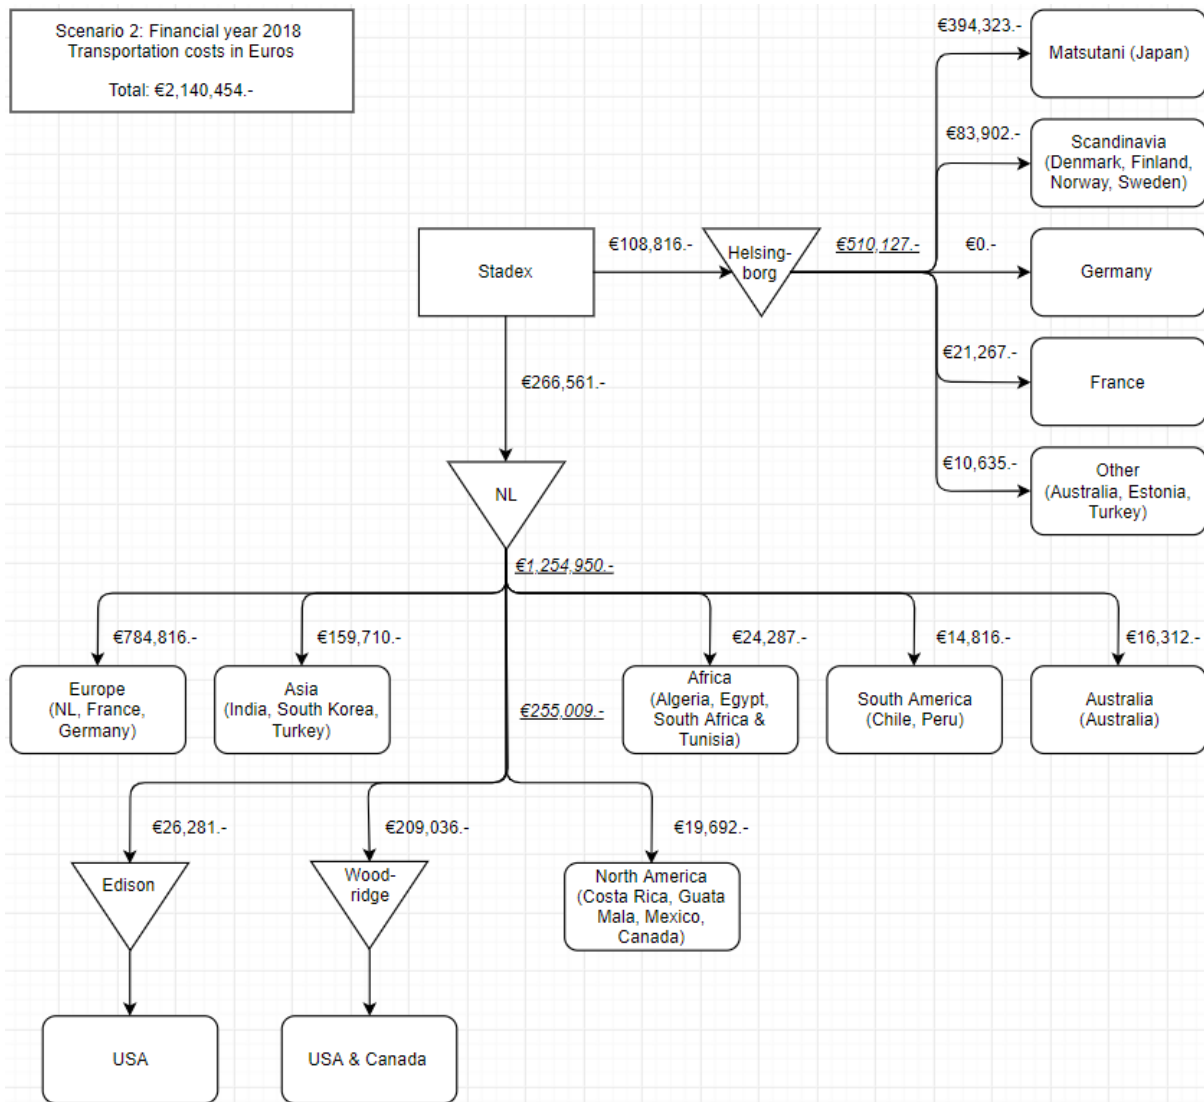 Scenario 2: Financial year 2018
Transportation costs in Euros
Total: €2,140,454.-
€394,323.-
Matsutani (Japan)
€83,902.-
Scandinavia
(Denmark, Finland,
Norway, Sweden)
Stadex
€108,816.-
Helsing-
borg
€510,127.-
€0.-
Germany
€21,267.-
France
€266,561.-
€10,635.-
Other
(Australia, Estonia,
Turkey)
NL
€1,254,950.-
€784,816.-
€159,710.-
€24,287.-
€14,816.-
€16,312.-
Europe
(NL, France,
Germany)
Asia
(India, South Korea,
Turkey)
€255,009.-
Africa
(Algeria, Egypt,
South Africa &
Tunisia)
South America
(Chile, Peru)
Australia
(Australia)
€26,281.-
€209,036.-
€19,692.-
Edison
Wood-
ridge
North America
(Costa Rica, Guata
Mala, Mexico,
Canada)
USA
USA & Canada